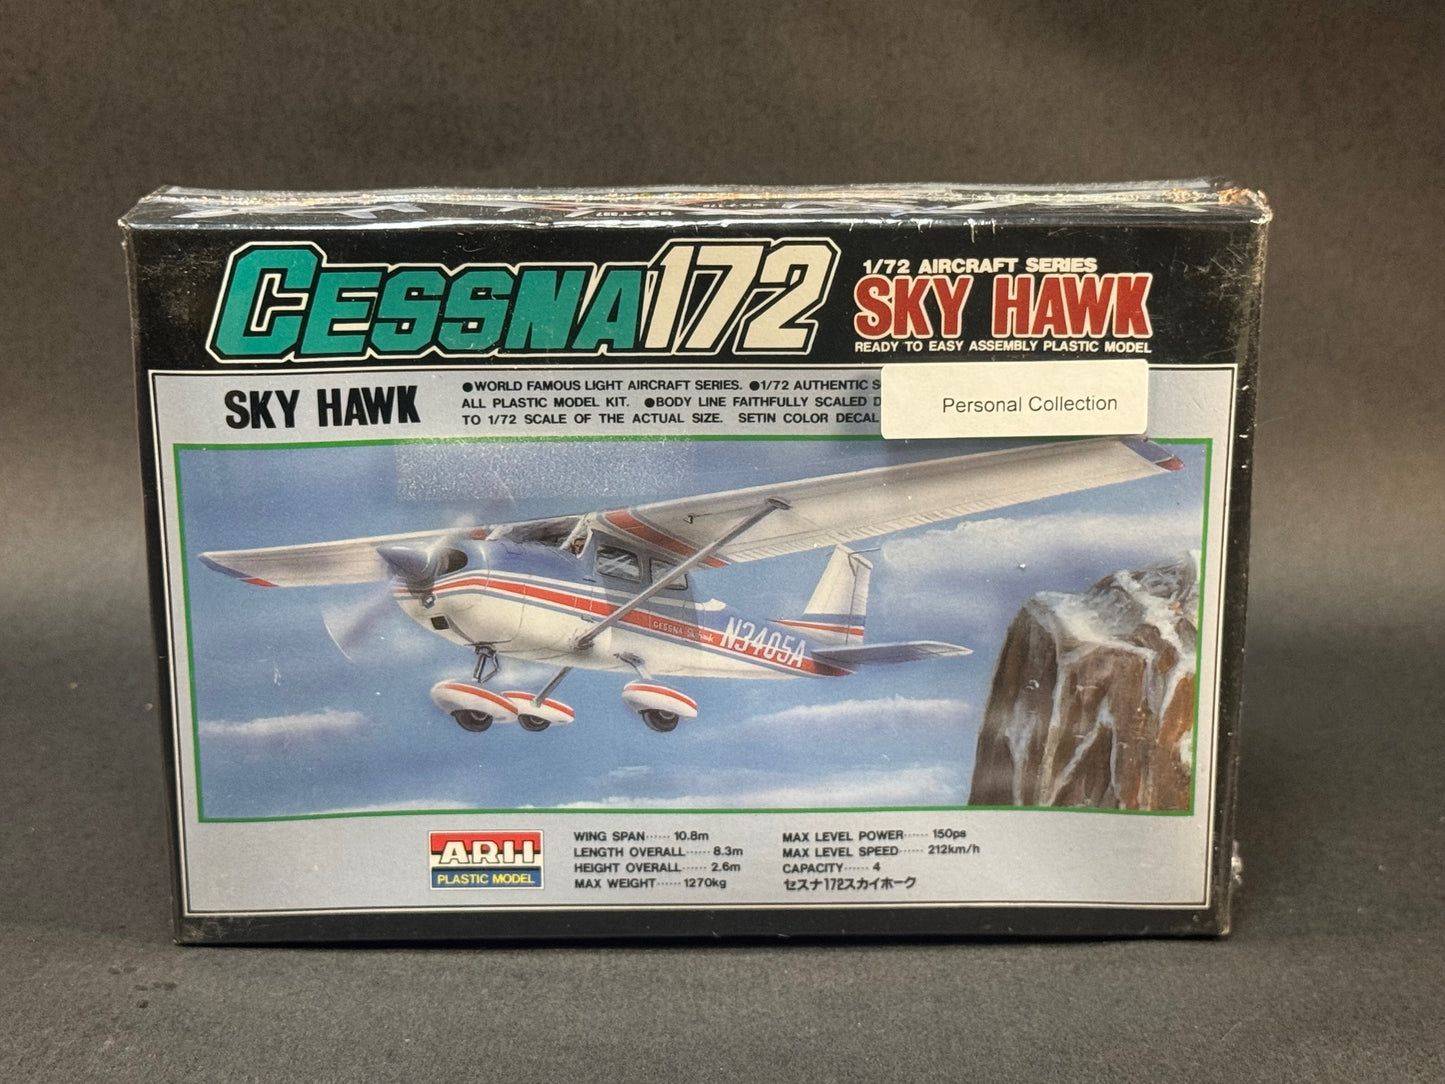 CESSNA 172
1/72 AIRCRAFT SERIES
SKY HAWK
READY TO EASY ASSEMBLY PLASTIC MODEL
SKY HAWK
●WORLD FAMOUS LIGHT AIRCRAFT SERIES. ●1/72 AUTHENTIC
ALL PLASTIC MODEL KIT. ●BODY LINE FAITHFULLY SCALED
TO 1/72 SCALE OF THE ACTUAL SIZE. SETIN COLOR DECAL
Personal Collection
CESSNA
N3405A
ARII
PLASTIC MODEL
WING SPAN······ 10.8m
LENGTH OVERALL······ 8.3m
HEIGHT OVERALL······ 2.6m
MAX WEIGHT······ 1270kg
MAX LEVEL POWER······ 150ps
MAX LEVEL SPEED······ 212km/h
CAPACITY······ 4
セスナ172スカイホーク